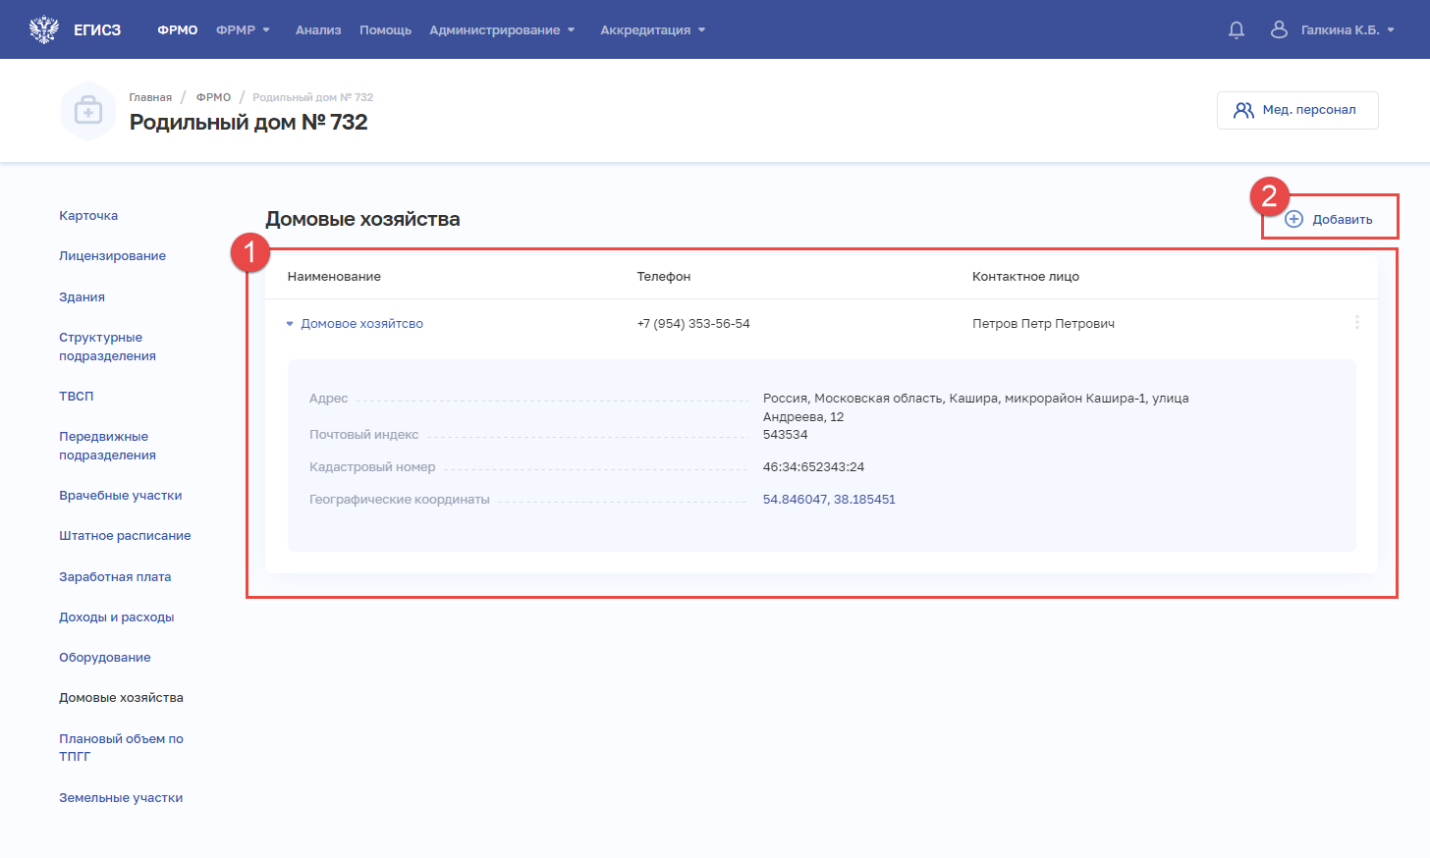 ЕГИСЗ ФРМО ФРМР Анализ Помощь Администрирование Аккредитация Галкина К.Б.
Главная / ФРМО / Родильный дом № 732
Родильный дом № 732
Мед. персонал
Карточка
Лицензирование
Здания
Структурные
подразделения
ТВСП
Передвижные
подразделения
Врачебные участки
Штатное расписание
Заработная плата
Доходы и расходы
Оборудование
Домовые хозяйства
Плановый объем по
ТПГГ
Земельные участки
Домовые хозяйства
2
Добавить
1
Наименование Телефон Контактное лицо
Домовое хозяйтсво +7 (954) 353-56-54 Петров Петр Петрович
Адрес Россия, Московская область, Кашира, микрорайон Кашира-1, улица
Андреева, 12
Почтовый индекс 543534
Кадастровый номер 46:34:652343:24
Географические координаты 54.846047, 38.185451